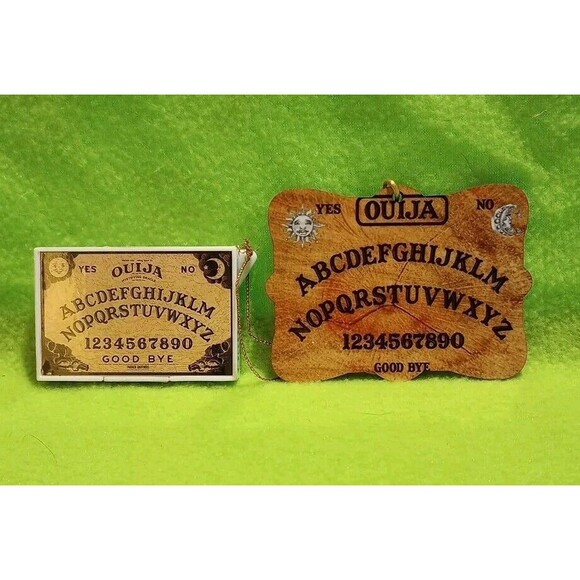 YES OUIJA NO
ABCDEFGHIJKLM
NOPQRSTUVWXYZ
1234567890
GOOD BYE
YES OUIJA NO
ABCDEFGHIJKLM
NOPQRSTUVWXYZ
1234567890
GOOD BYE